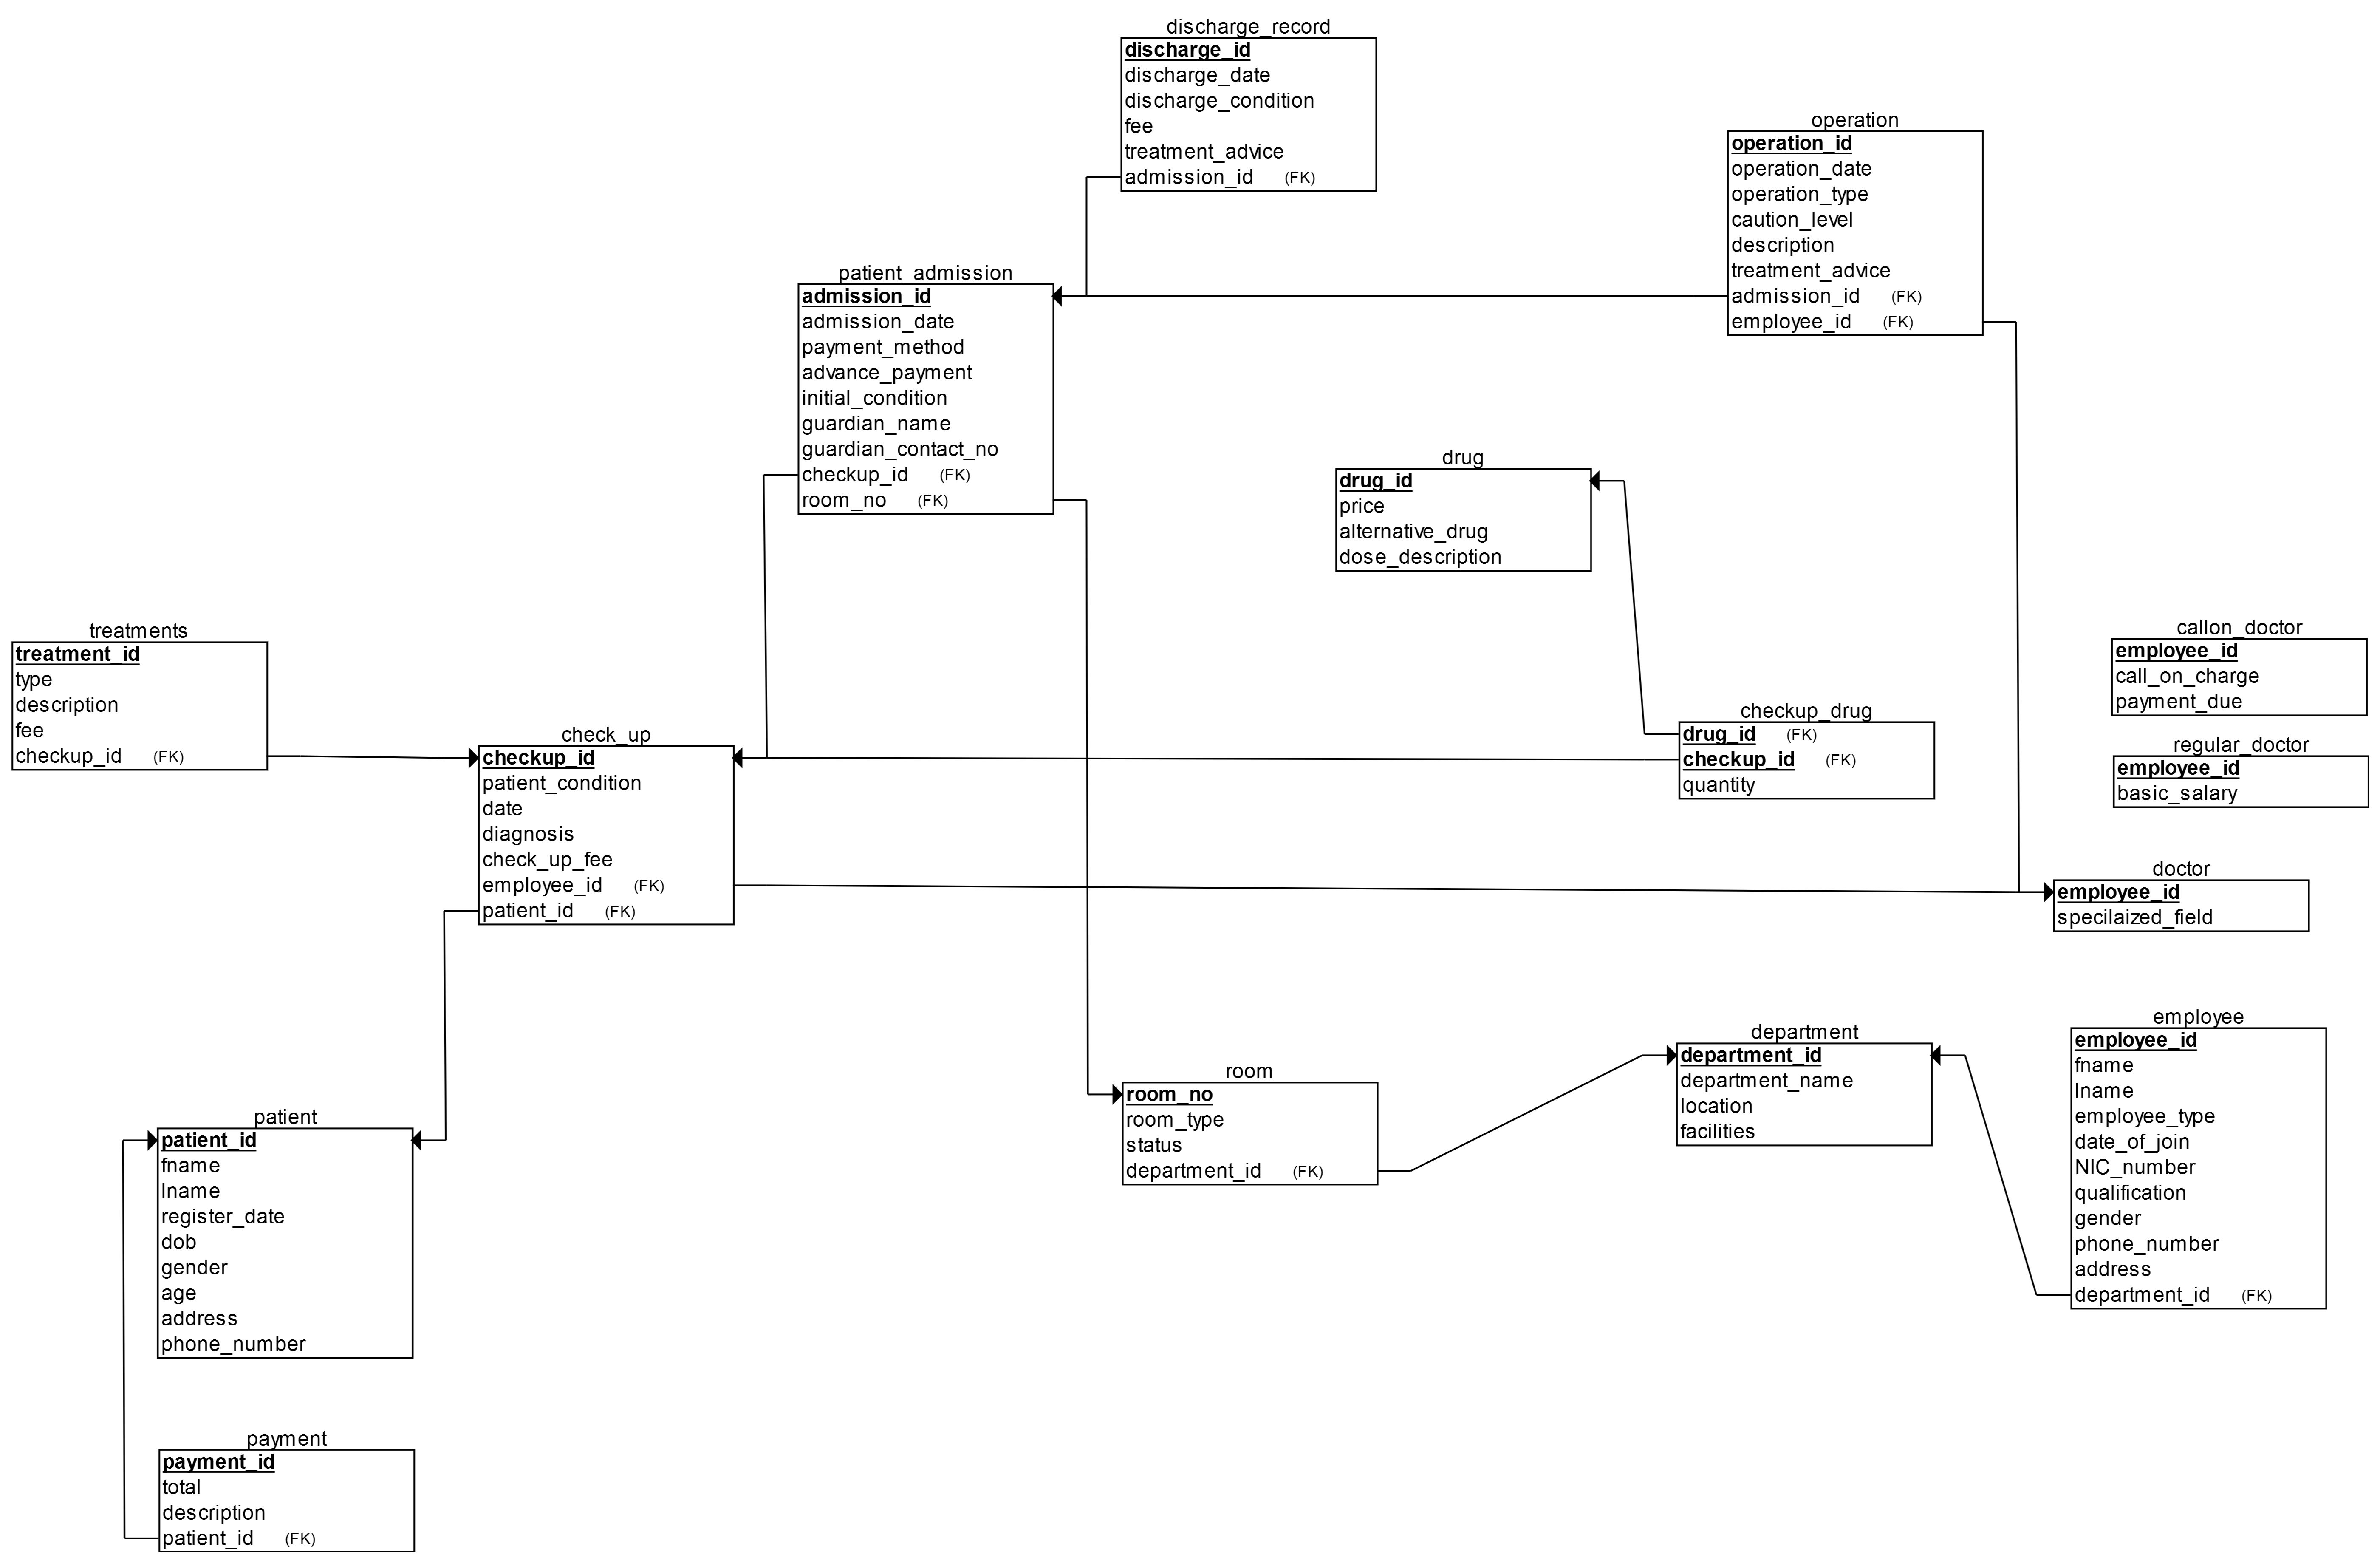 discharge_record
discharge_id
discharge_date
discharge_condition
fee
treatment_advice
admission_id (FK)
operation
operation_id
operation_date
operation_type
caution_level
description
treatment_advice
admission_id (FK)
employee_id (FK)
patient_admission
admission_id
admission_date
payment_method
advance_payment
initial_condition
guardian_name
guardian_contact_no
checkup_id (FK)
room_no (FK)
drug
drug_id
price
alternative_drug
dose_description
treatments
treatment_id
type
description
fee
checkup_id (FK)
callon_doctor
employee_id
call_on_charge
payment_due
checkup_drug
drug_id (FK)
checkup_id (FK)
quantity
check_up
checkup_id
patient_condition
date
diagnosis
check_up_fee
employee_id (FK)
patient_id (FK)
regular_doctor
employee_id
basic_salary
doctor
employee_id
specilaized_field
employee
employee_id
fname
lname
employee_type
date_of_join
NIC_number
qualification
gender
phone_number
address
department_id (FK)
department
department_id
department_name
location
facilities
room
room_no
room_type
status
department_id (FK)
patient
patient_id
fname
lname
register_date
dob
gender
age
address
phone_number
payment
payment_id
total
description
patient_id (FK)